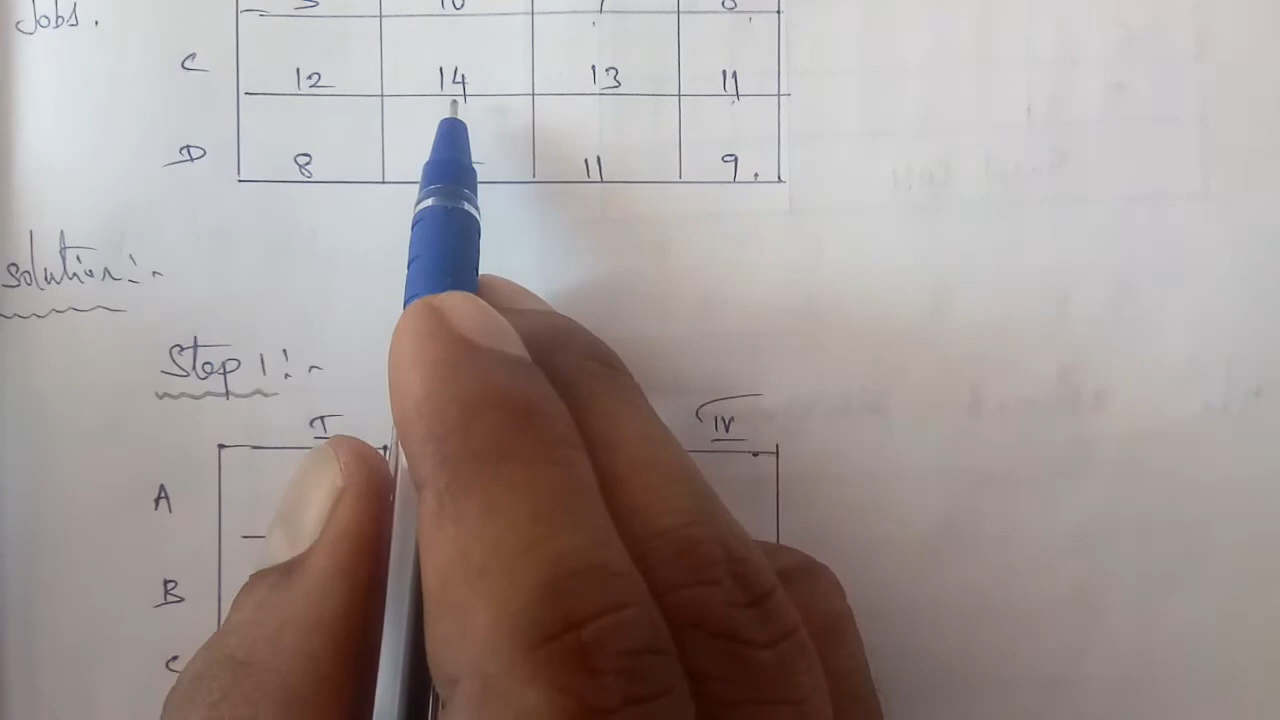 Jobs.
C 12 14 13 11
D 8 11 9.
Solution:-
Step 1:-
I IV
A
B
C